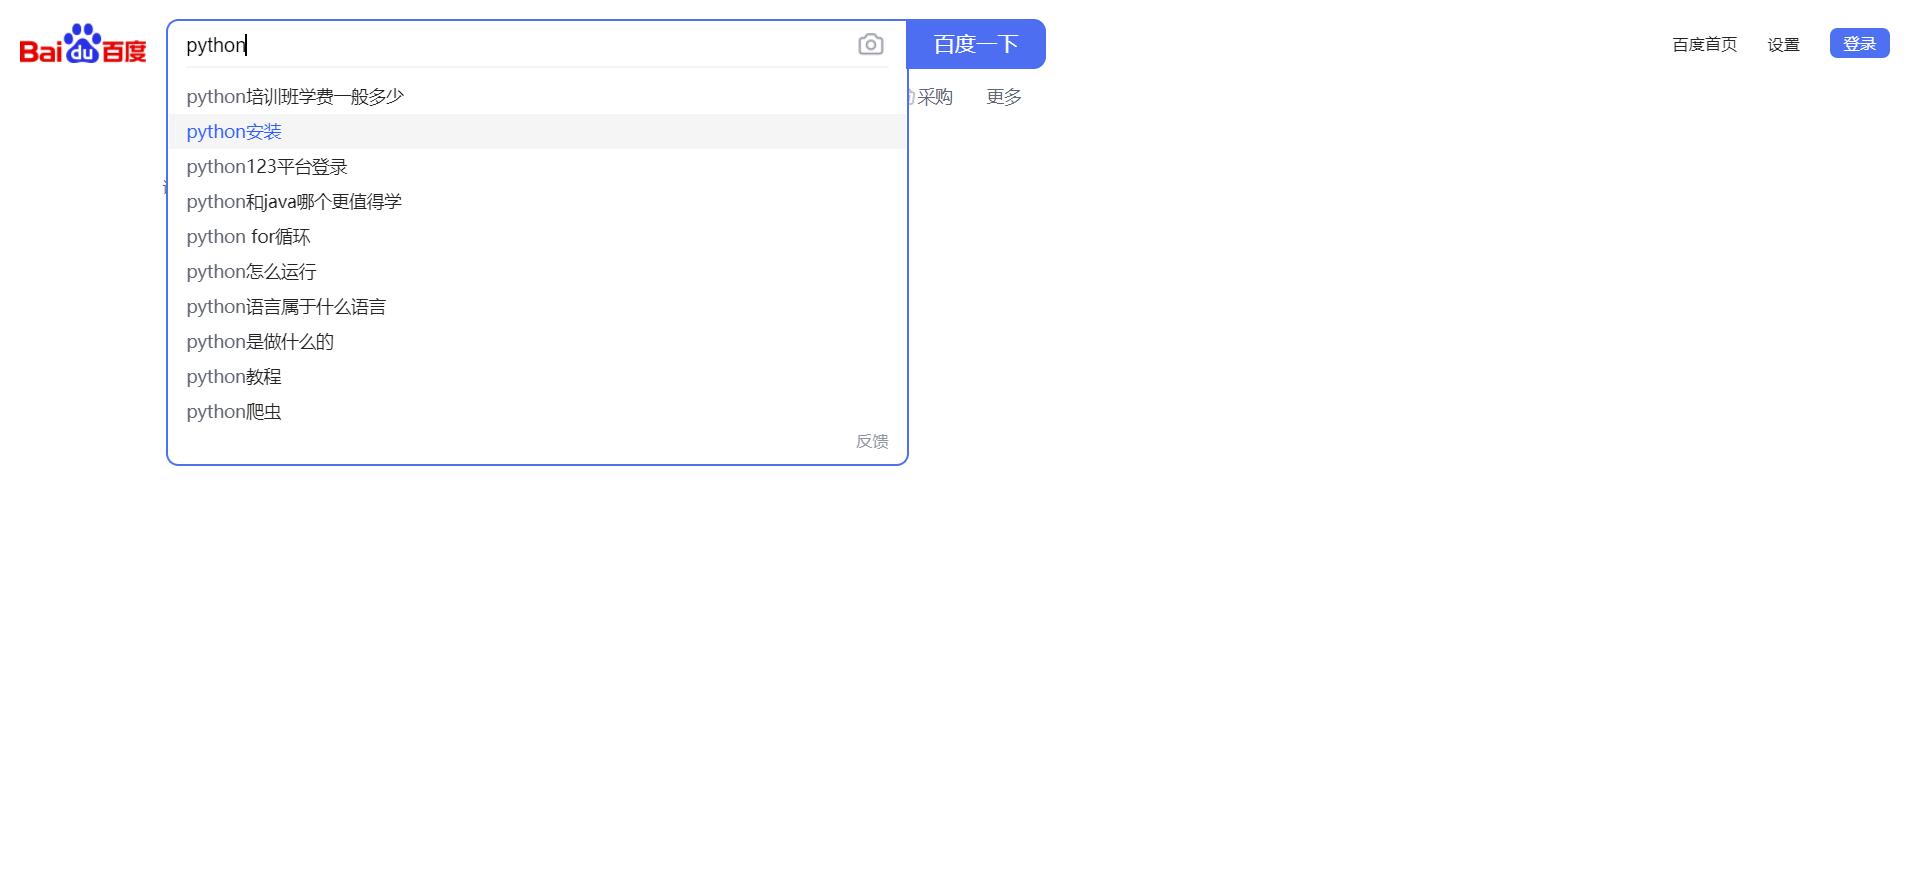 Baidu百度
python
百度一下
百度首页
设置
登录
python培训班学费一般多少
采购
更多
python安装
python123平台登录
python和java哪个更值得学
python for循环
python怎么运行
python语言属于什么语言
python是做什么的
python教程
python爬虫
反馈